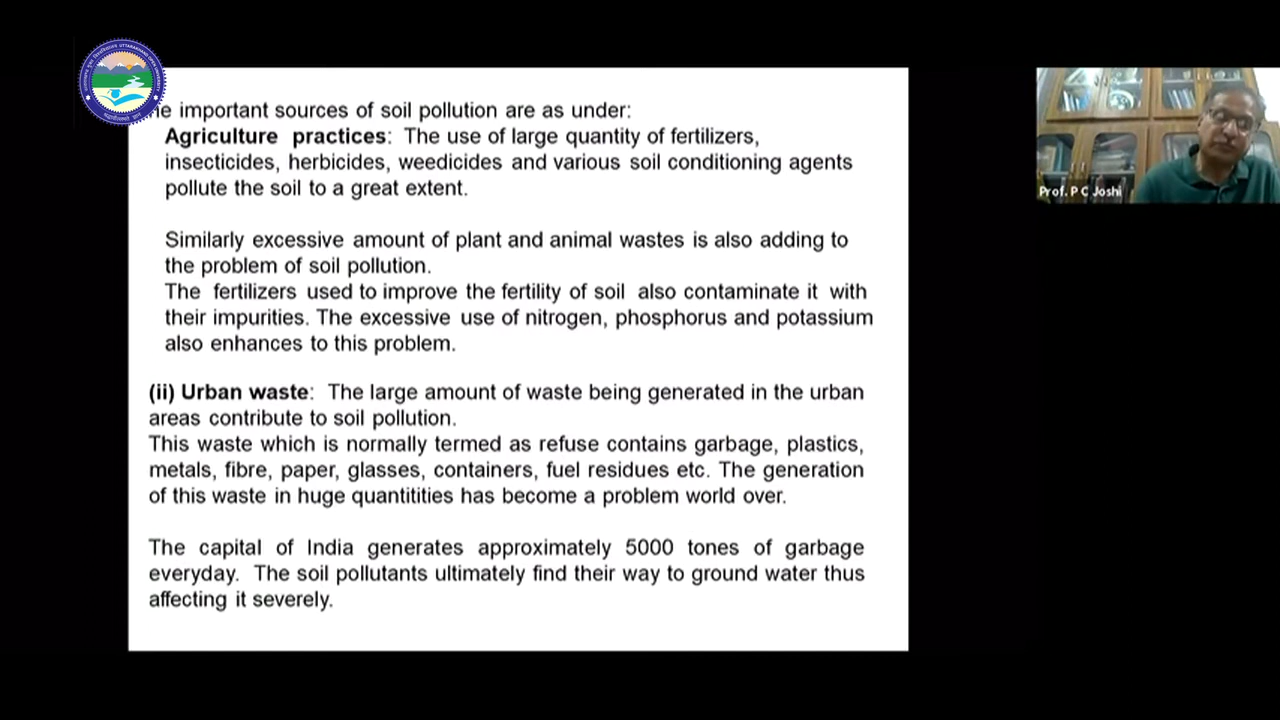 he important sources of soil pollution are as under:
Agriculture practices: The use of large quantity of fertilizers,
insecticides, herbicides, weedicides and various soil conditioning agents
pollute the soil to a great extent.
Similarly excessive amount of plant and animal wastes is also adding to
the problem of soil pollution.
The fertilizers used to improve the fertility of soil also contaminate it with
their impurities. The excessive use of nitrogen, phosphorus and potassium
also enhances to this problem.
(ii) Urban waste: The large amount of waste being generated in the urban
areas contribute to soil pollution.
This waste which is normally termed as refuse contains garbage, plastics,
metals, fibre, paper, glasses, containers, fuel residues etc. The generation
of this waste in huge quantitities has become a problem world over.
The capital of India generates approximately 5000 tones of garbage
everyday. The soil pollutants ultimately find their way to ground water thus
affecting it severely.
Prof. P C Joshi